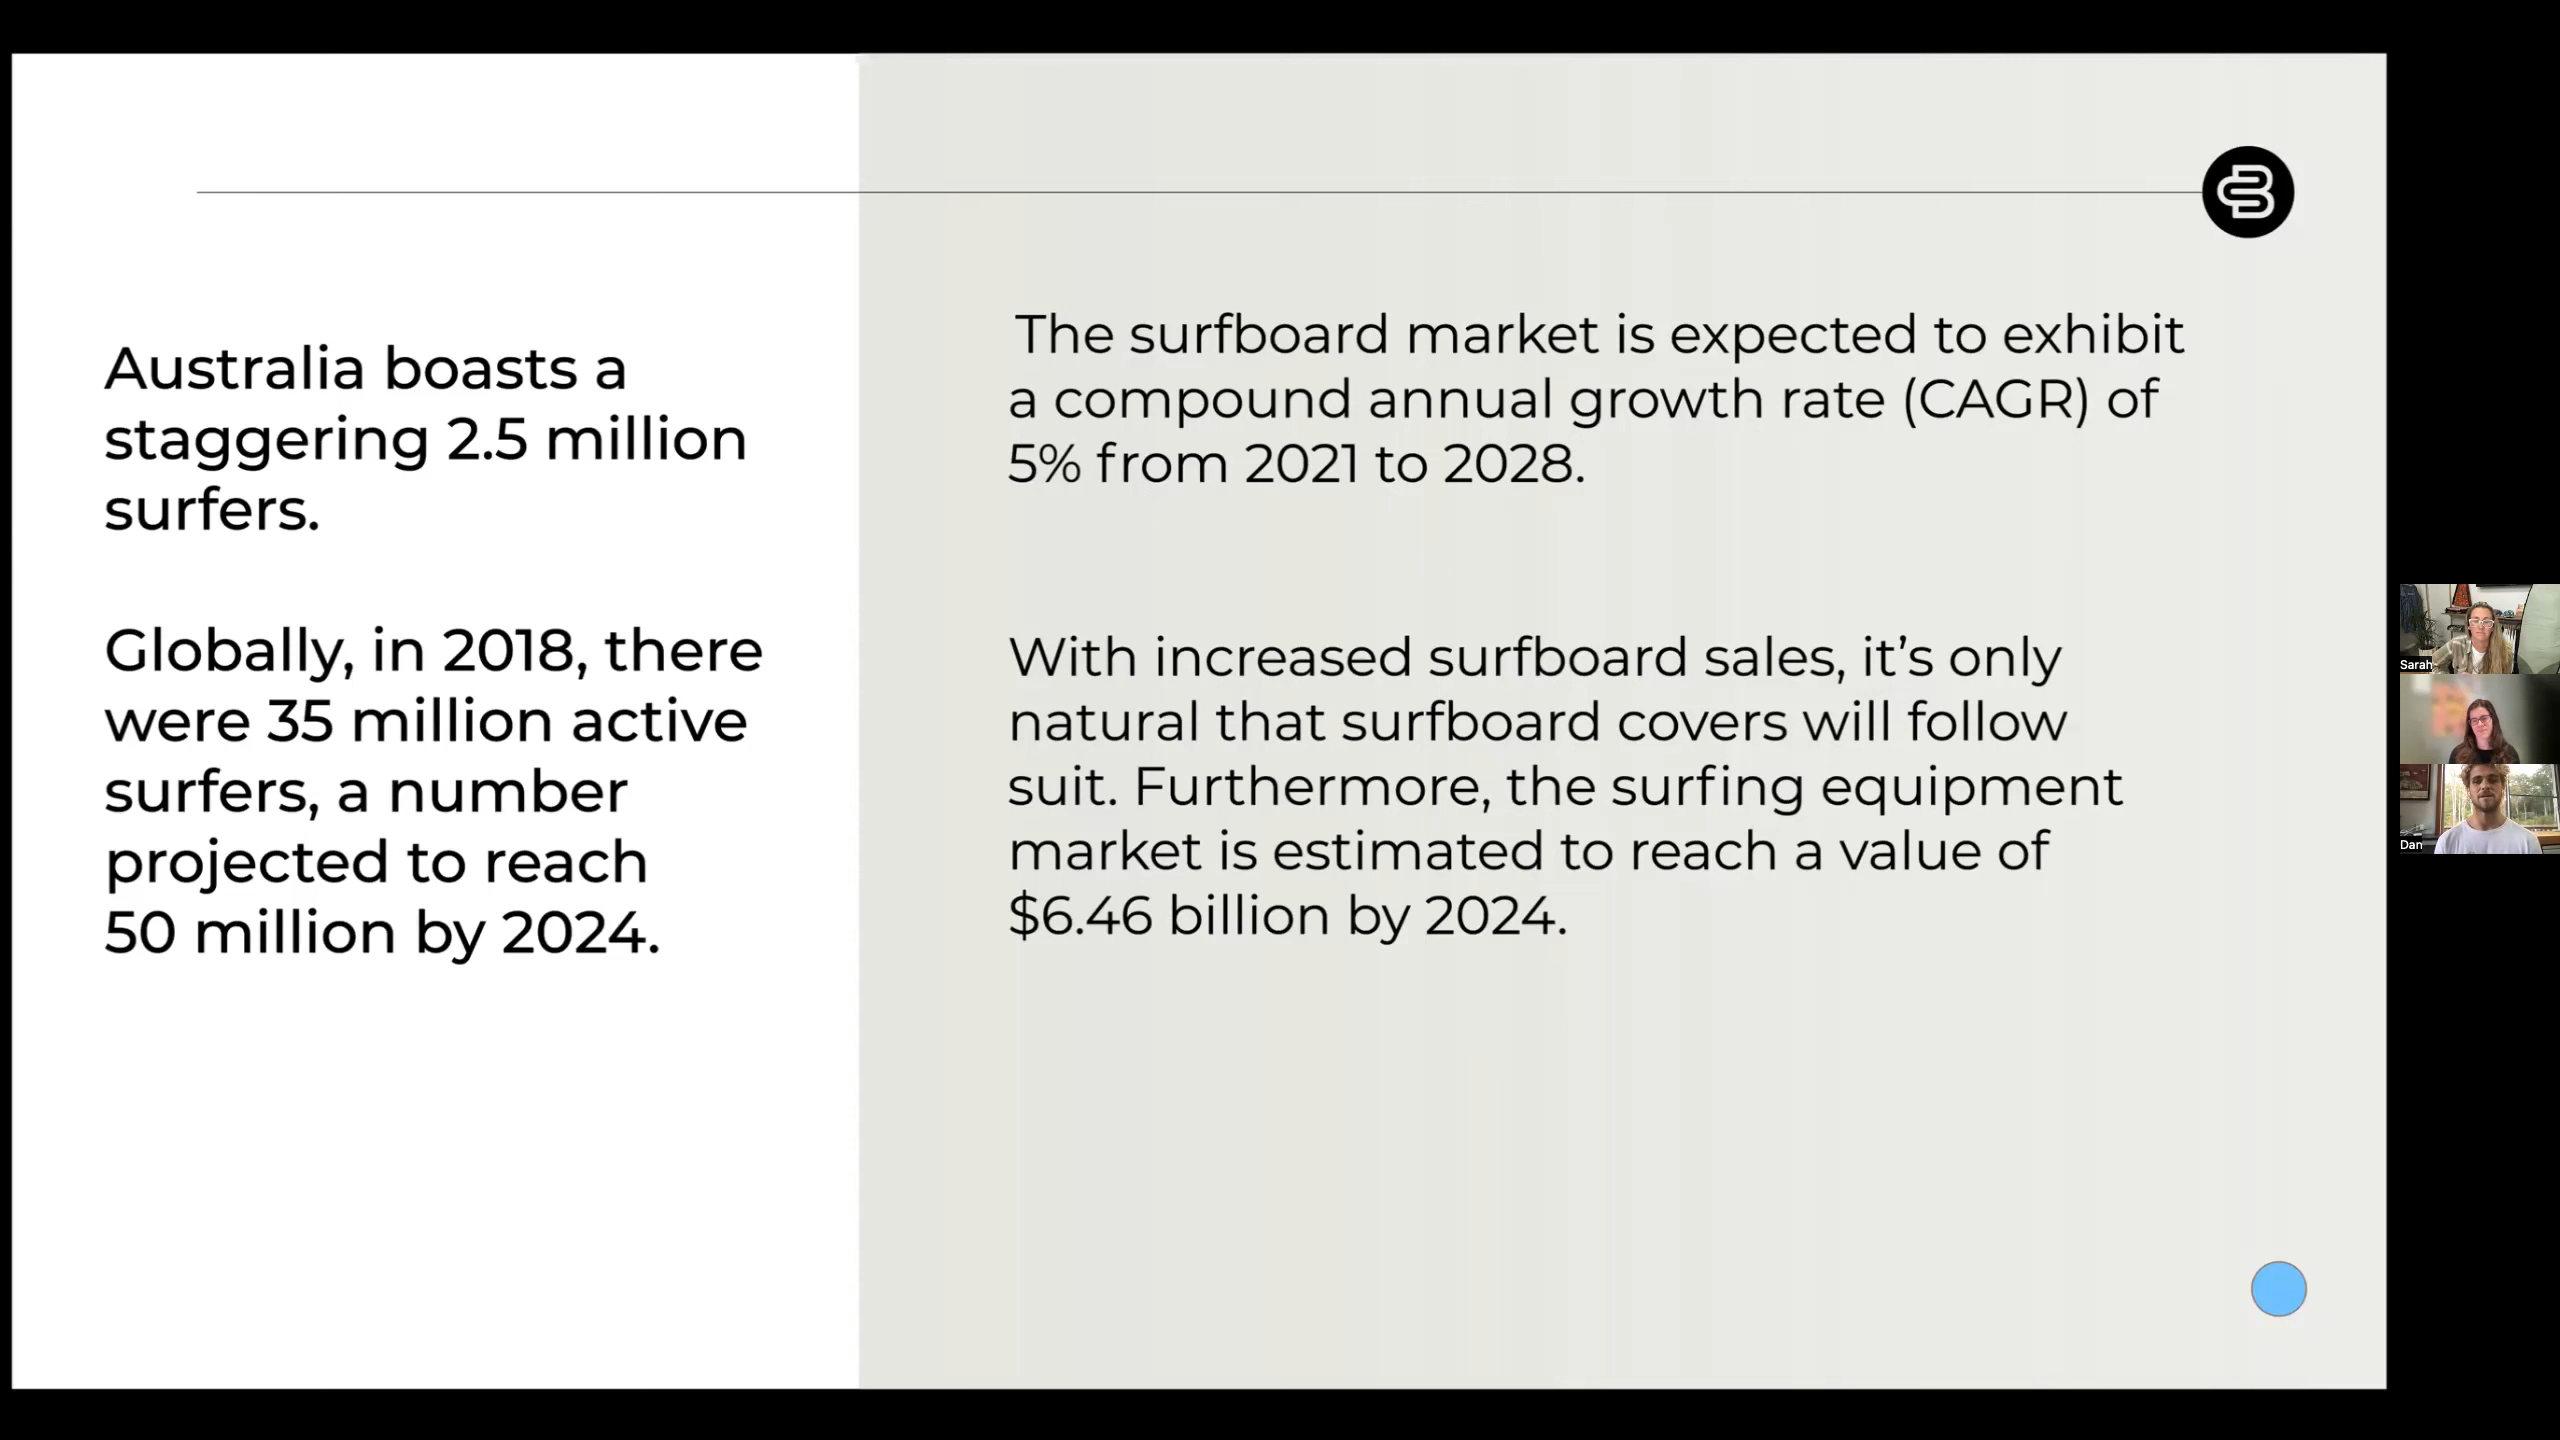 Australia boasts a
staggering 2.5 million
surfers.
Globally, in 2018, there
were 35 million active
surfers, a number
projected to reach
50 million by 2024.
The surfboard market is expected to exhibit
a compound annual growth rate (CAGR) of
5% from 2021 to 2028.
With increased surfboard sales, it’s only
natural that surfboard covers will follow
suit. Furthermore, the surfing equipment
market is estimated to reach a value of
$6.46 billion by 2024.
Sarah
Dan